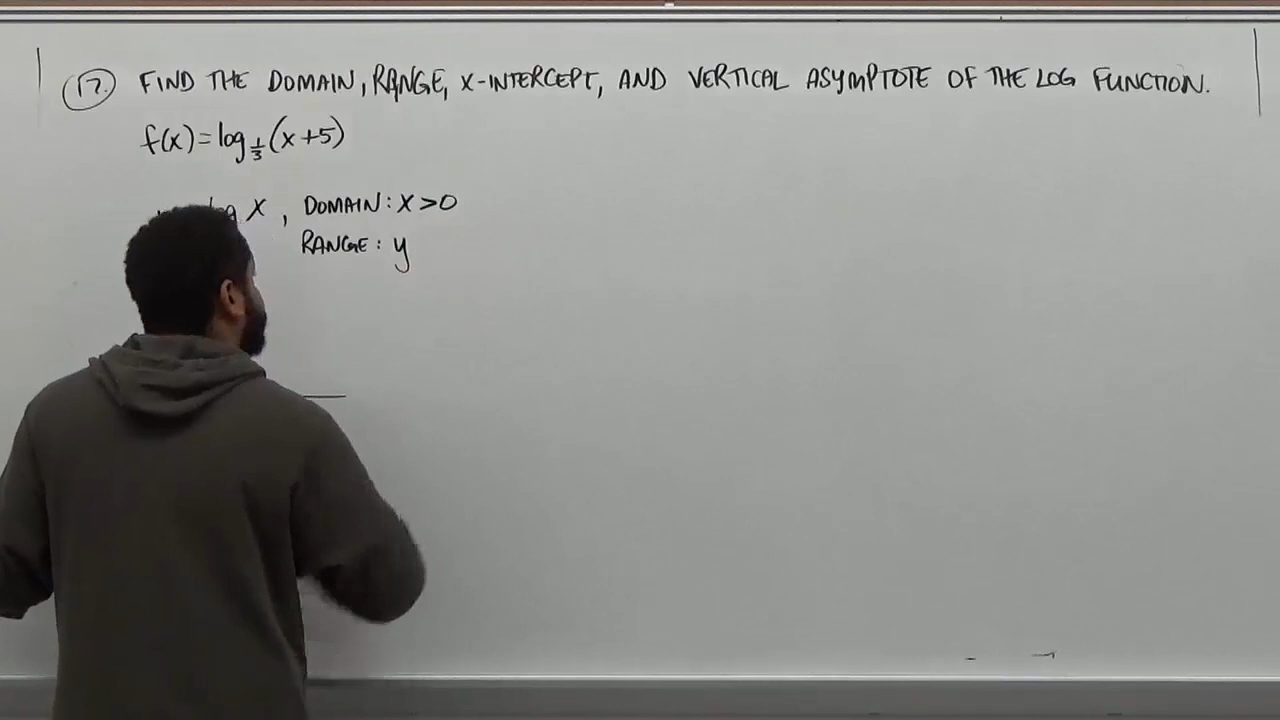 17. FIND THE DOMAIN, RANGE, X-INTERCEPT, AND VERTICAL ASYMPTOTE OF THE LOG FUNCTION.
f(x)=log_{1/3}(x+5)
log x, DOMAIN: X>0
RANGE: y